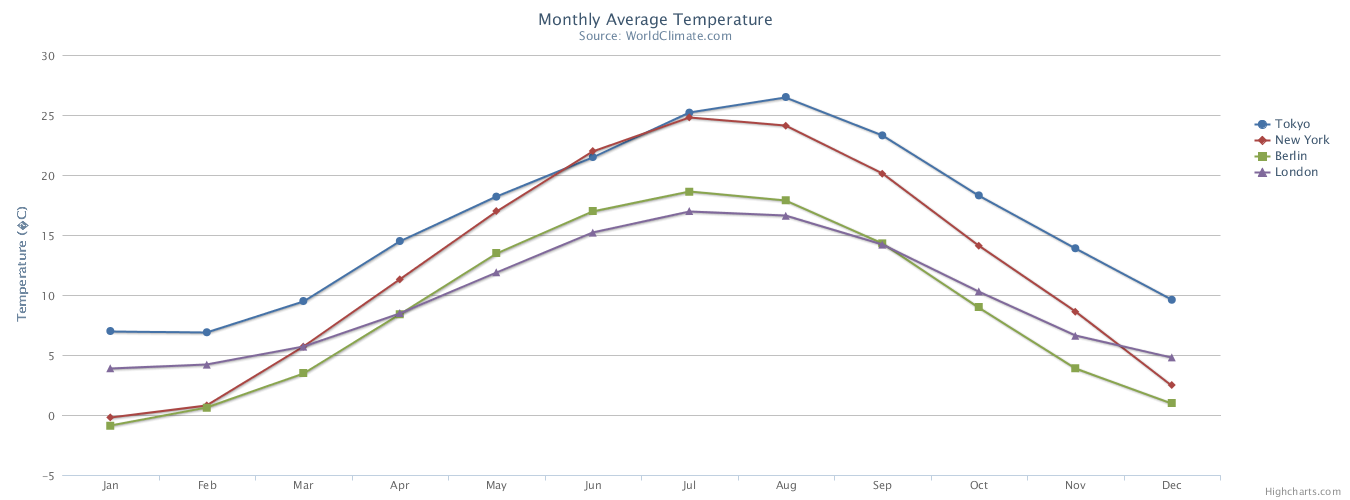 Monthly Average Temperature
Source: WorldClimate.com
30
25
20
15
10
5
0
-5
Temperature (�C)
Jan Feb Mar Apr May Jun Jul Aug Sep Oct Nov Dec
Tokyo
New York
Berlin
London
Highcharts.com